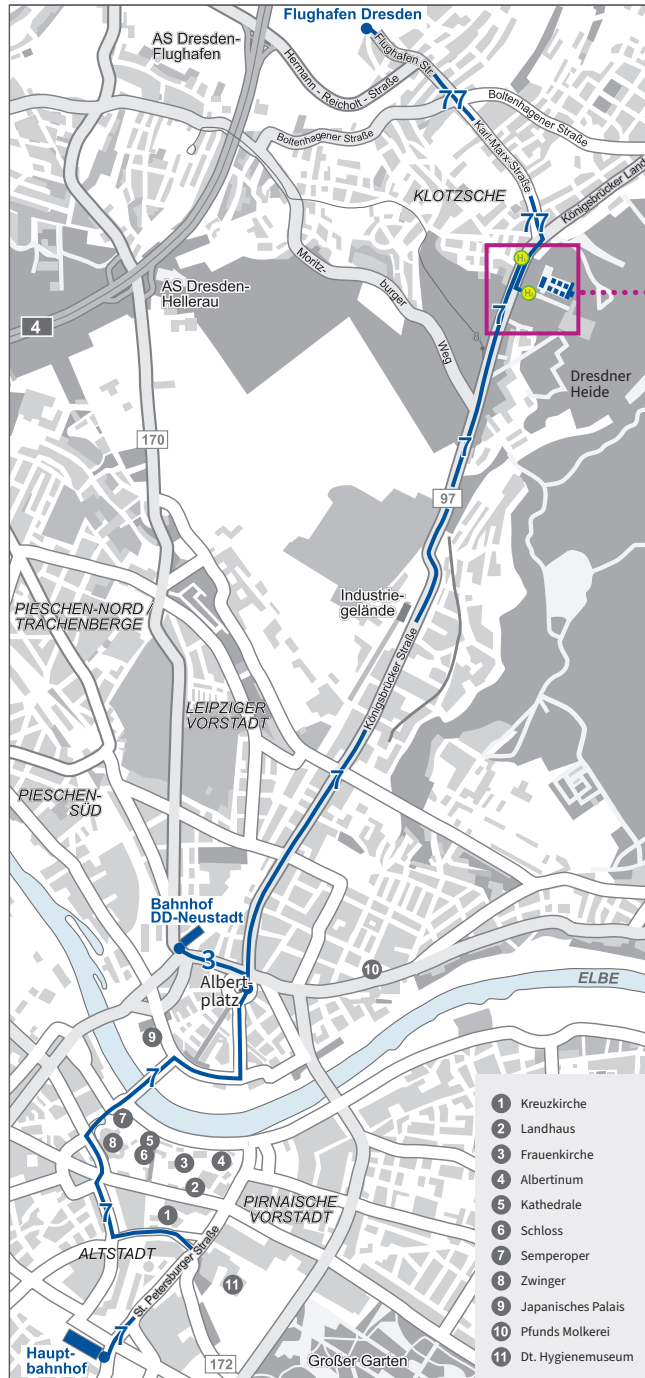 Flughafen Dresden
AS Dresden-
Flughafen
Flughafen Str.
Hermann - Reicholt - Straße
77
Boltenhagener Straße
Boltenhagener Straße
Karl-Marx-Straße
KLOTZSCHE
Königsbrücker Land
77
H
H
Moritz-
burger
Weg
AS Dresden-
Hellerau
4
7
Dresdner
Heide
170
7
97
Industrie-
gelände
PIESCHEN-NORD /
TRACHENBERGE
Königsbrücker Straße
LEIPZIGER
VORSTADT
7
PIESCHEN-
SÜD
Bahnhof
DD-Neustadt
3
Albert-
platz
10
ELBE
9
7
7
8
5
6
3
4
2
1
7
PIRNAISCHE
VORSTADT
ALTSTADT
St. Petersburger Straße
11
7
Haupt-
bahnhof
172
Großer Garten
1 Kreuzkirche
2 Landhaus
3 Frauenkirche
4 Albertinum
5 Kathedrale
6 Schloss
7 Semperoper
8 Zwinger
9 Japanisches Palais
10 Pfunds Molkerei
11 Dt. Hygienemuseum